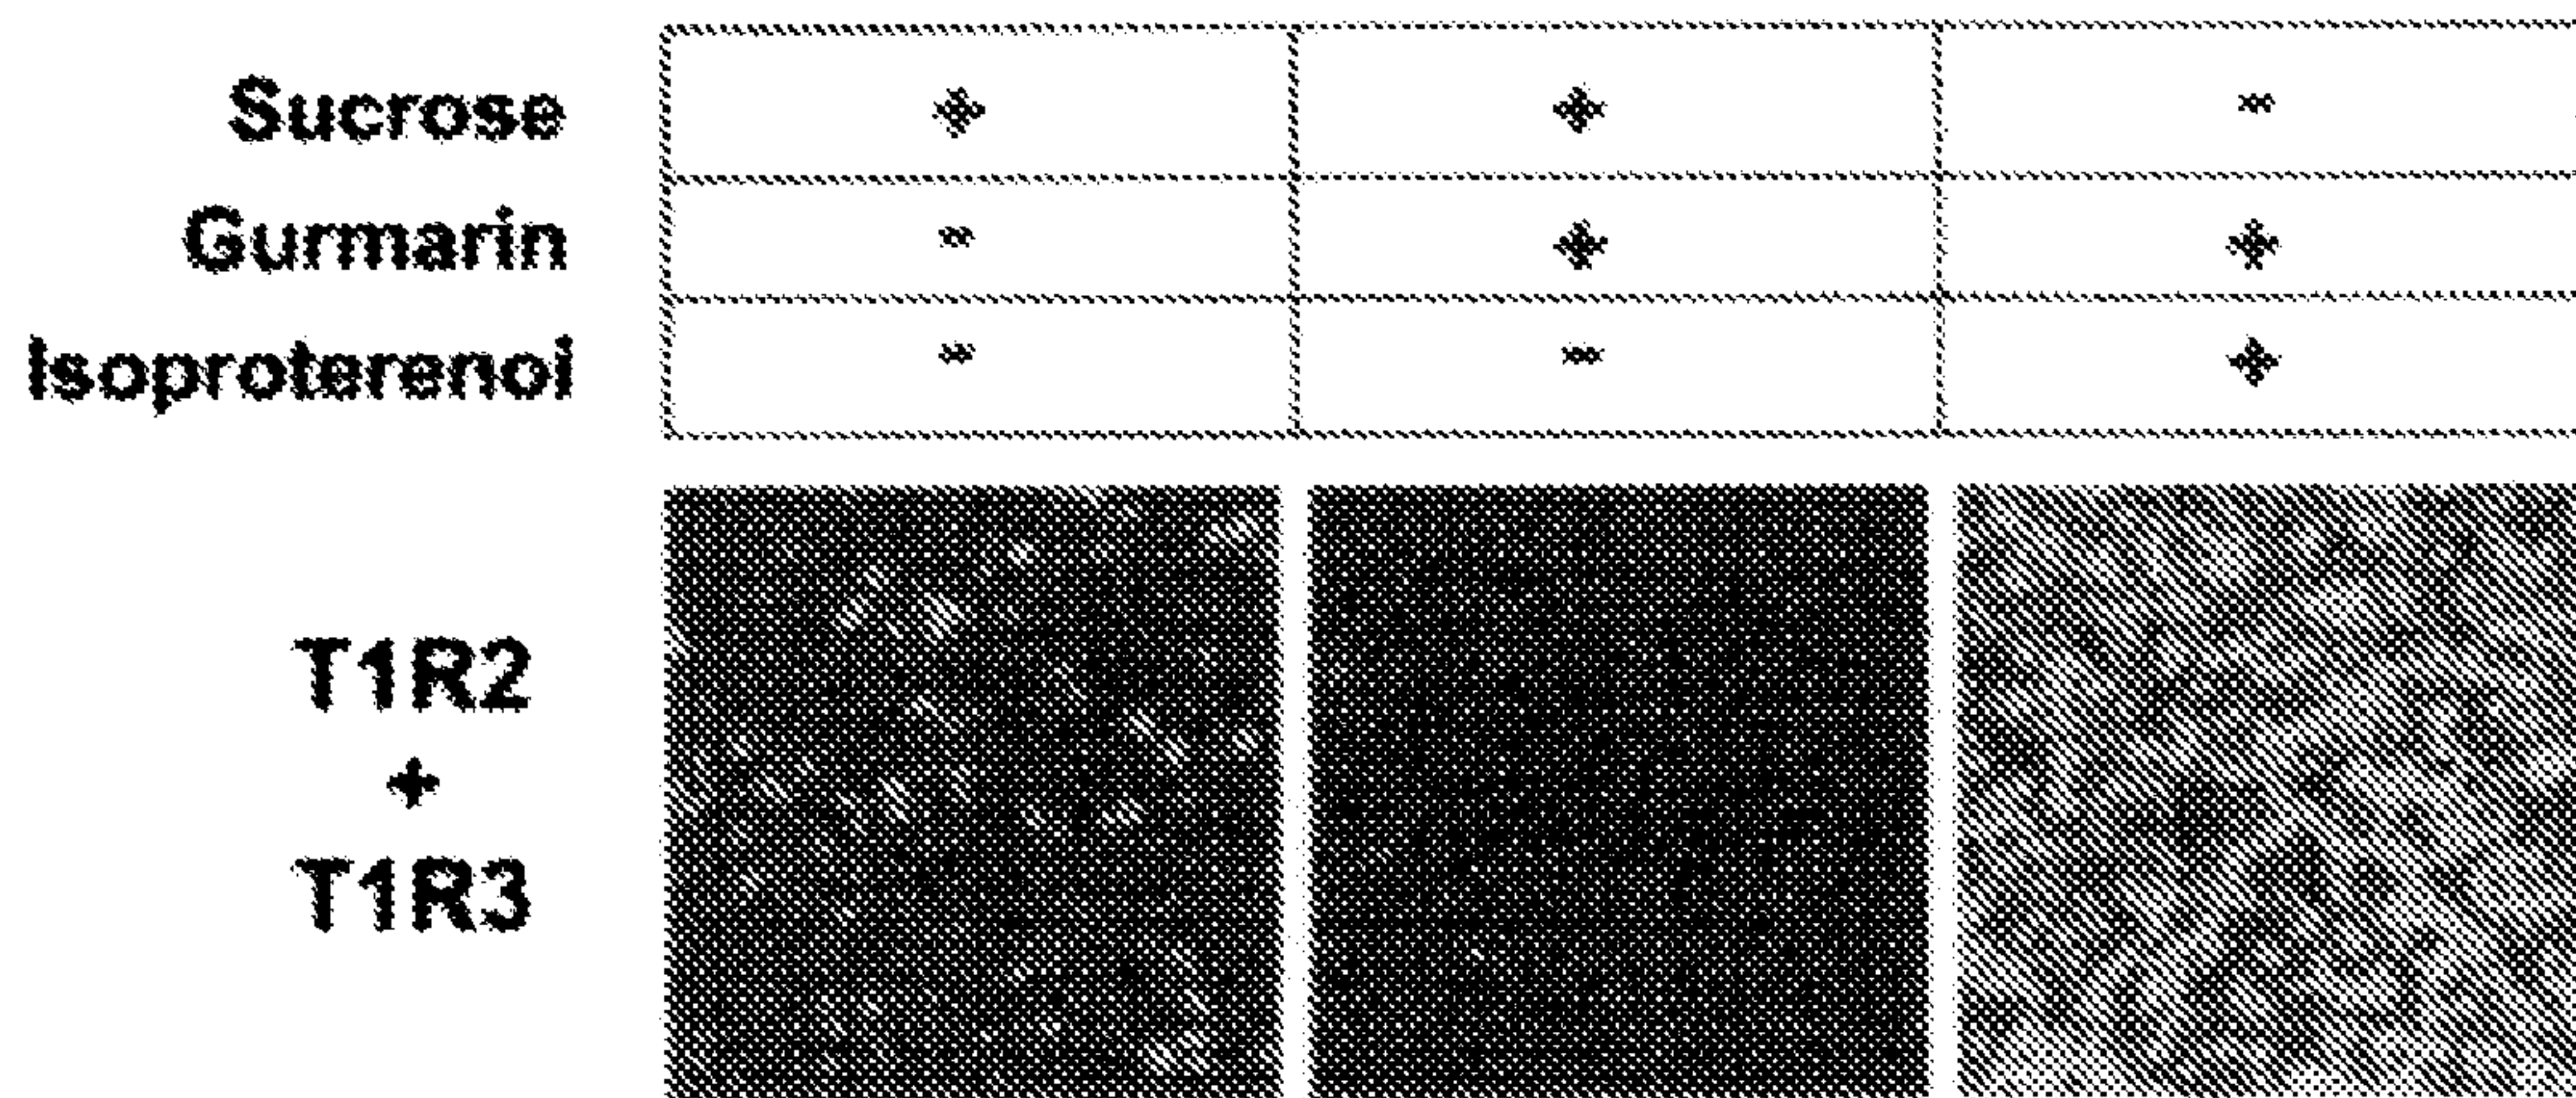 Sucrose + + -
Gurmarin - + +
Isoproterenol - - +
T1R2
+
T1R3